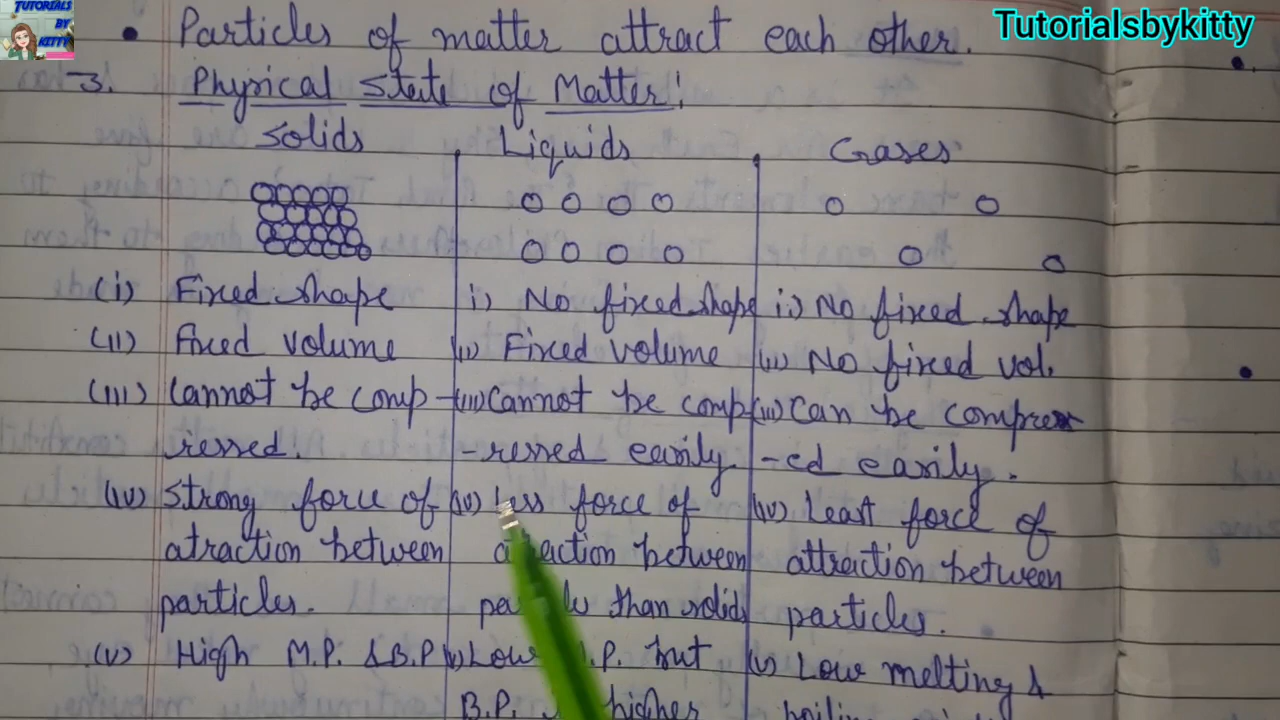 TUTORIALS
BY
KITTY
Tutorialsbykitty
• Particles of matter attract each other.
3. Physical State of Matter:
Solids Liquids Gases
(i) Fixed shape i) No fixed shape i) No fixed shape
(ii) fixed volume (ii) Fixed volume (ii) No fixed vol.
(iii) Cannot be comp- (iii) Cannot be comp (iii) Can be compress
ressed. -ressed easily. -ed easily.
(iv) Strong force of (iv) Less force of (iv) Least force of
atraction between between attraction between
particles. than solids particles.
(v) High M.P. & B.P v) Low but (v) Low melting &
B.P. higher